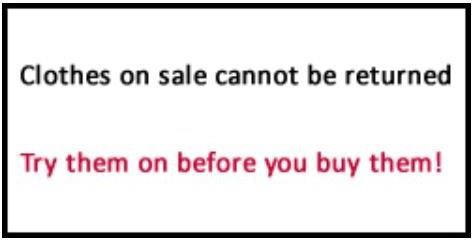 Clothes on sale cannot be returned
Try them on before you buy them!